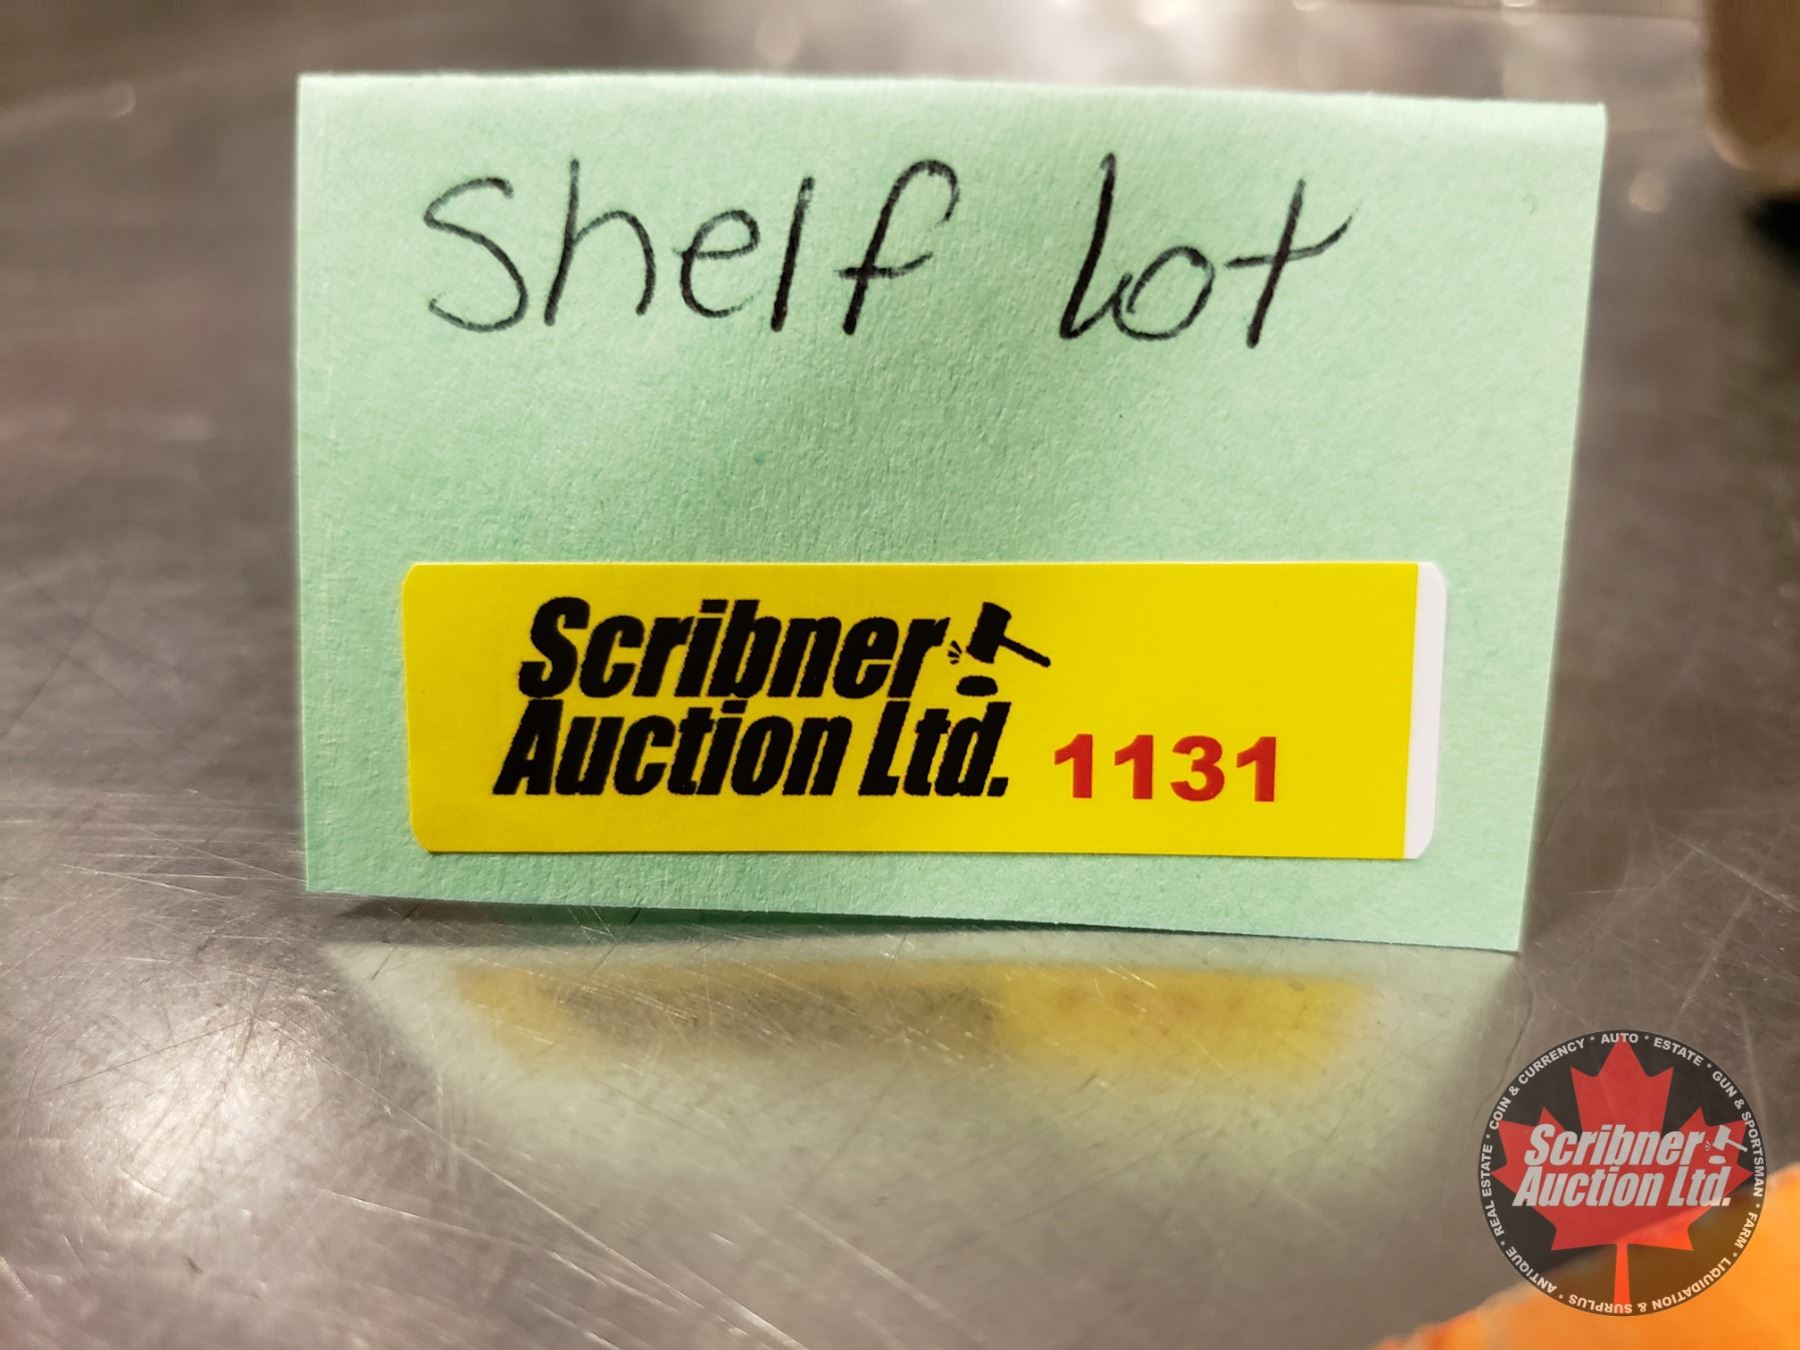 Shelf lot
Scribner
Auction Ltd. 1131
ANTIQUE * REAL ESTATE * COIN & CURRENCY * AUTO * ESTATE * GUN & SPORTSMAN * FARM * LIQUIDATION & SURPLUS *
Scribner
Auction Ltd.